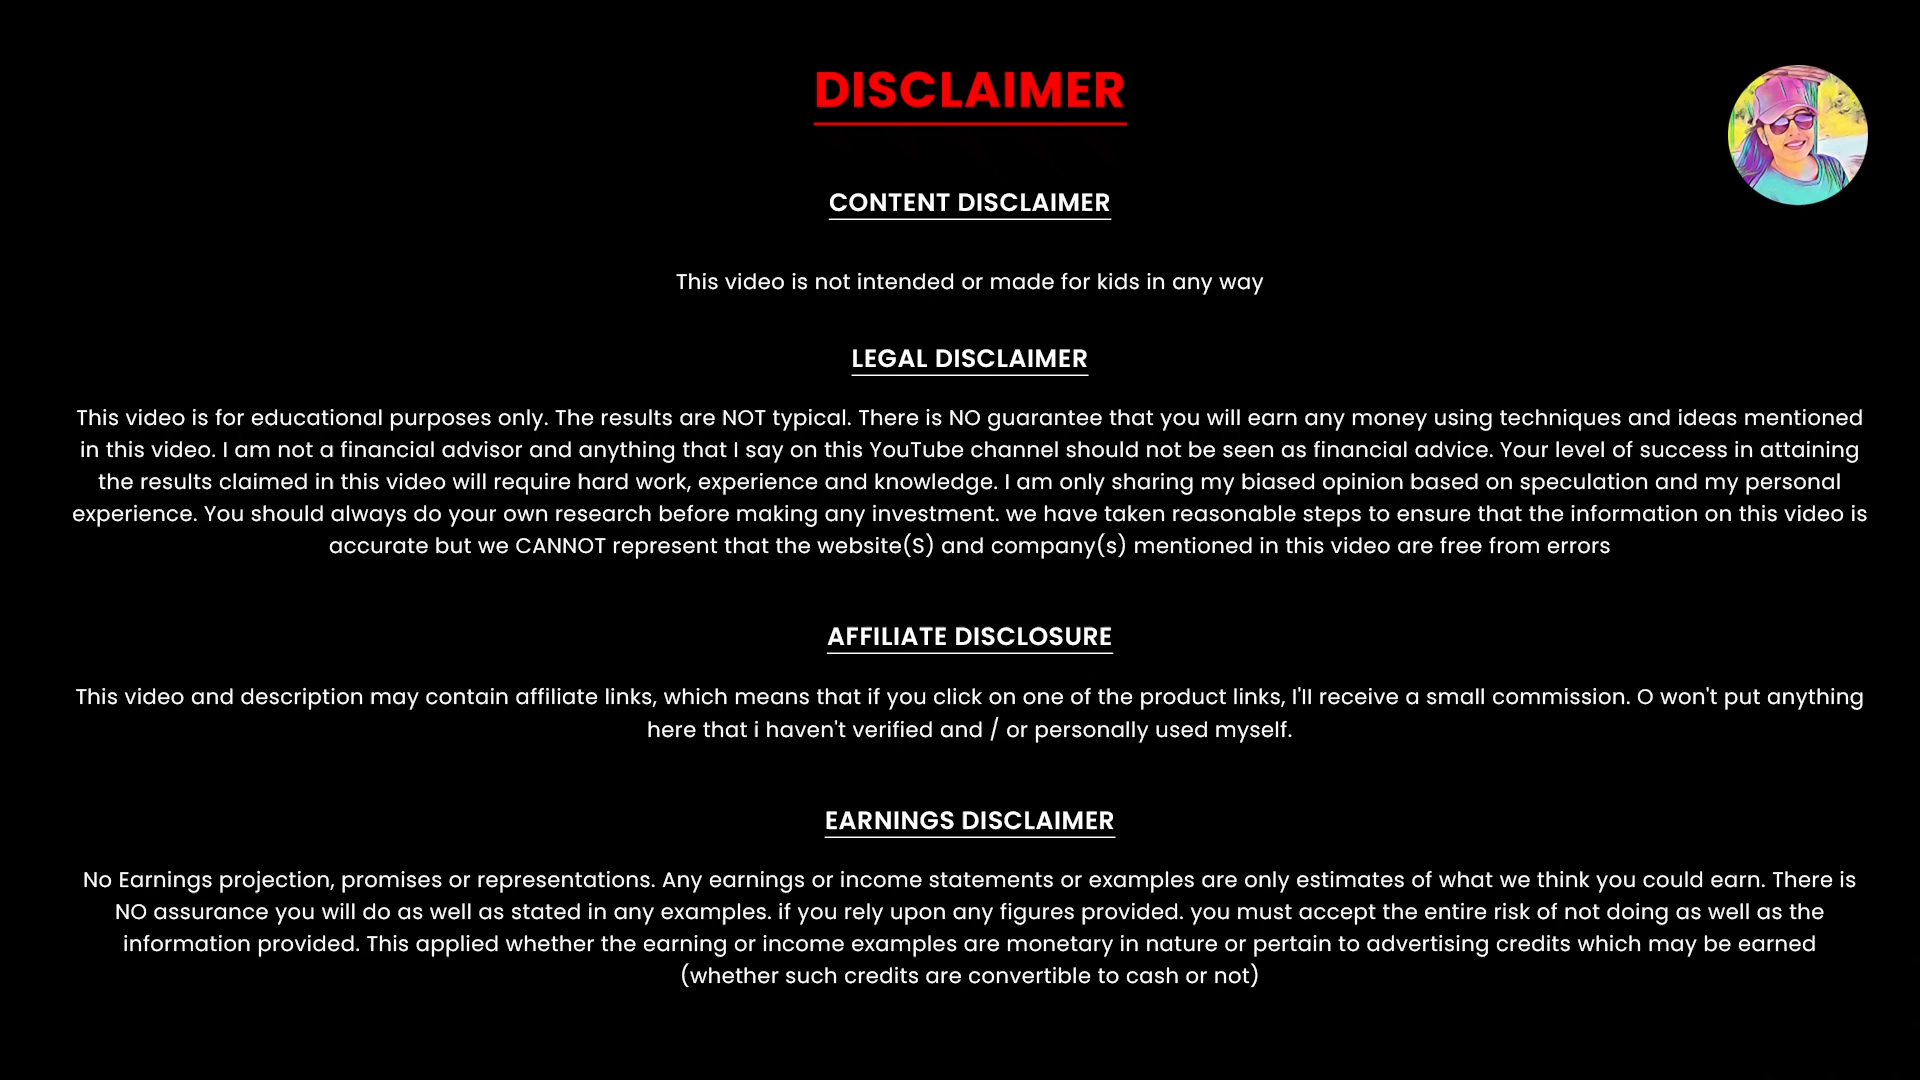 DISCLAIMER
CONTENT DISCLAIMER
This video is not intended or made for kids in any way
LEGAL DISCLAIMER
This video is for educational purposes only. The results are NOT typical. There is NO guarantee that you will earn any money using techniques and ideas mentioned
in this video. I am not a financial advisor and anything that I say on this YouTube channel should not be seen as financial advice. Your level of success in attaining
the results claimed in this video will require hard work, experience and knowledge. I am only sharing my biased opinion based on speculation and my personal
experience. You should always do your own research before making any investment. we have taken reasonable steps to ensure that the information on this video is
accurate but we CANNOT represent that the website(S) and company(s) mentioned in this video are free from errors
AFFILIATE DISCLOSURE
This video and description may contain affiliate links, which means that if you click on one of the product links, I'II receive a small commission. O won't put anything
here that i haven't verified and / or personally used myself.
EARNINGS DISCLAIMER
No Earnings projection, promises or representations. Any earnings or income statements or examples are only estimates of what we think you could earn. There is
NO assurance you will do as well as stated in any examples. if you rely upon any figures provided. you must accept the entire risk of not doing as well as the
information provided. This applied whether the earning or income examples are monetary in nature or pertain to advertising credits which may be earned
(whether such credits are convertible to cash or not)